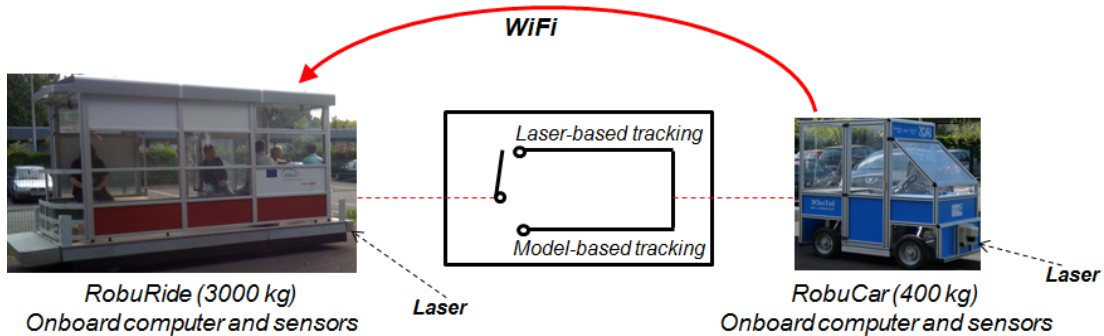 WiFi
Laser-based tracking
Model-based tracking
Laser
Laser
RobuRide (3000 kg)
Onboard computer and sensors
RobuCar (400 kg)
Onboard computer and sensors